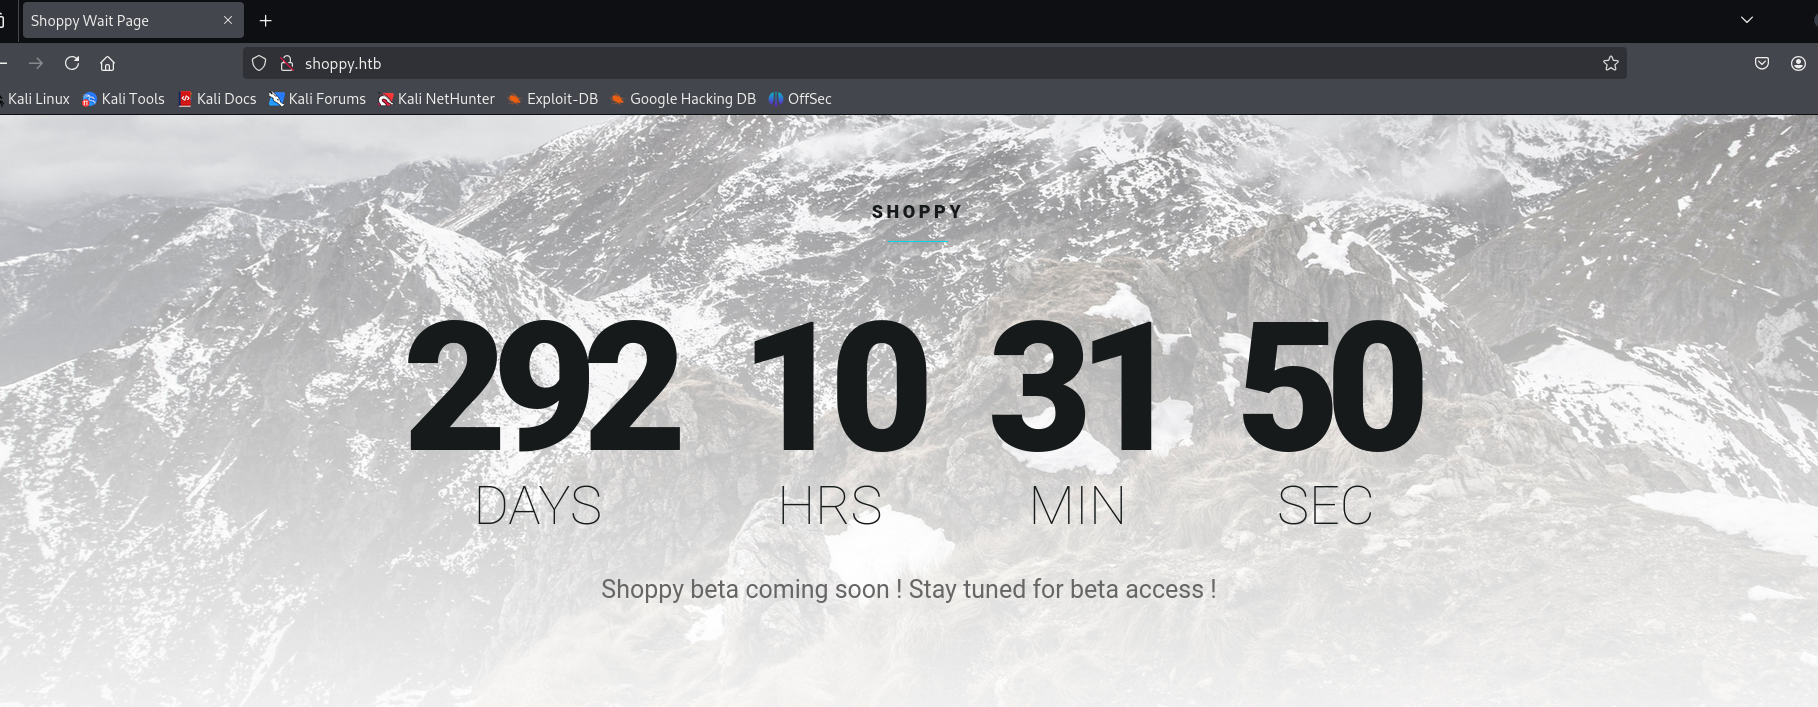 Shoppy Wait Page
shoppy.htb
Kali Linux Kali Tools Kali Docs Kali Forums Kali NetHunter Exploit-DB Google Hacking DB OffSec
SHOPPY
292 10 31 50
DAYS HRS MIN SEC
Shoppy beta coming soon ! Stay tuned for beta access !